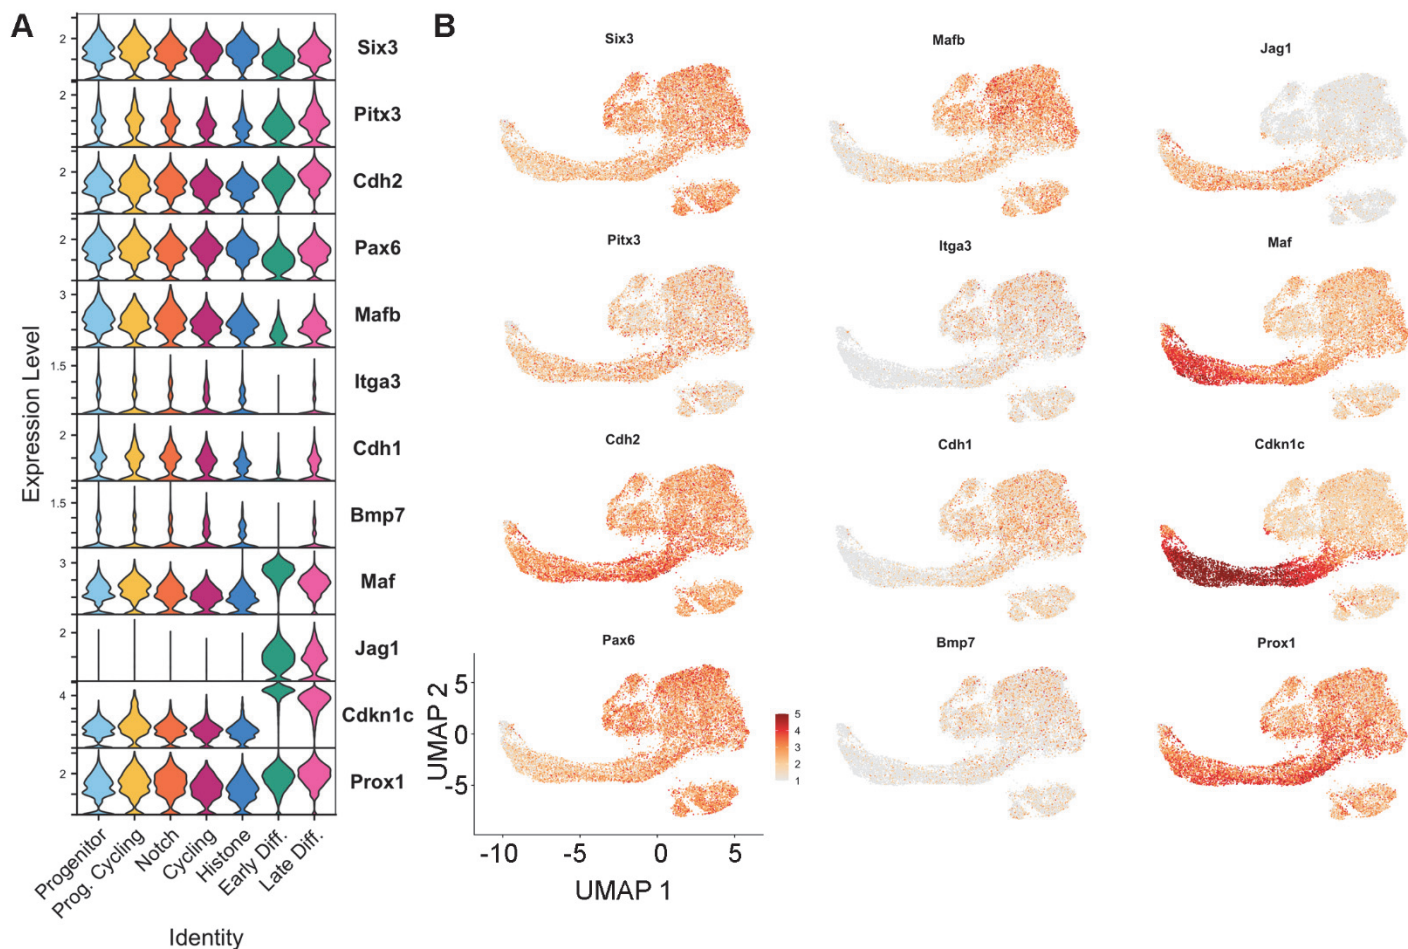 A
Expression Level
2
Six3
2
Pitx3
2
Cdh2
2
Pax6
3
Mafb
1.5
Itga3
2
Cdh1
1.5
Bmp7
3
Maf
2
Jag1
4
Cdkn1c
2
Prox1
Progenitor
Prog. Cycling
Notch
Cycling
Histone
Early Diff.
Late Diff.
Identity
B
Six3
Mafb
Jag1
Pitx3
Itga3
Maf
Cdh2
Cdh1
Cdkn1c
Pax6
Bmp7
Prox1
UMAP 2
5
0
-5
-10
-5
0
5
UMAP 1
5
4
3
2
1